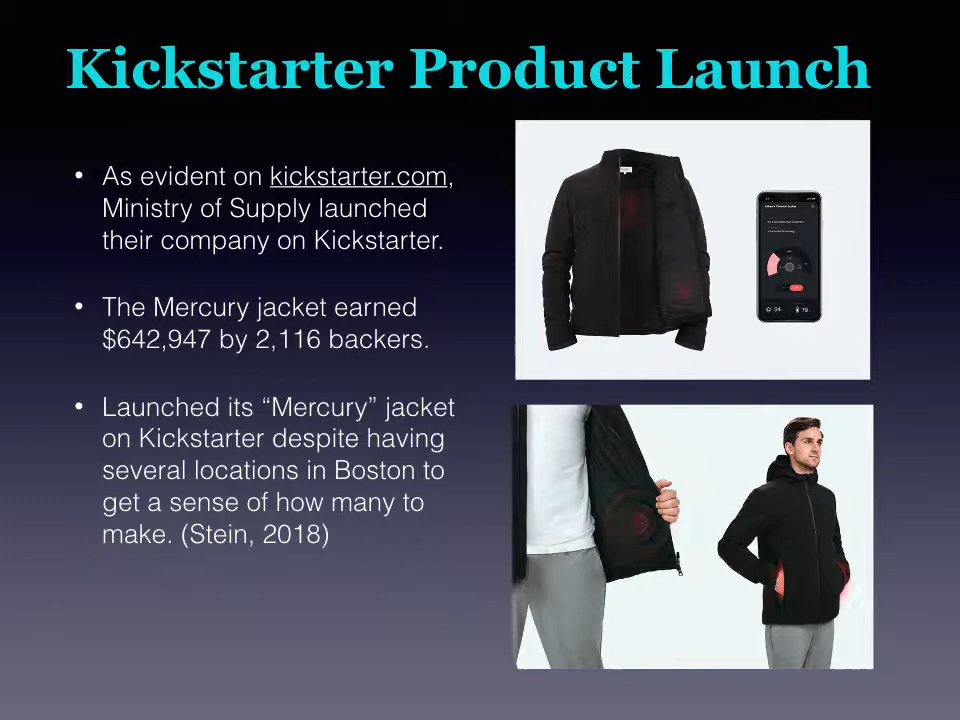 Kickstarter Product Launch
• As evident on kickstarter.com,
Ministry of Supply launched
their company on Kickstarter.
• The Mercury jacket earned
$642,947 by 2,116 backers.
• Launched its “Mercury” jacket
on Kickstarter despite having
several locations in Boston to
get a sense of how many to
make. (Stein, 2018)